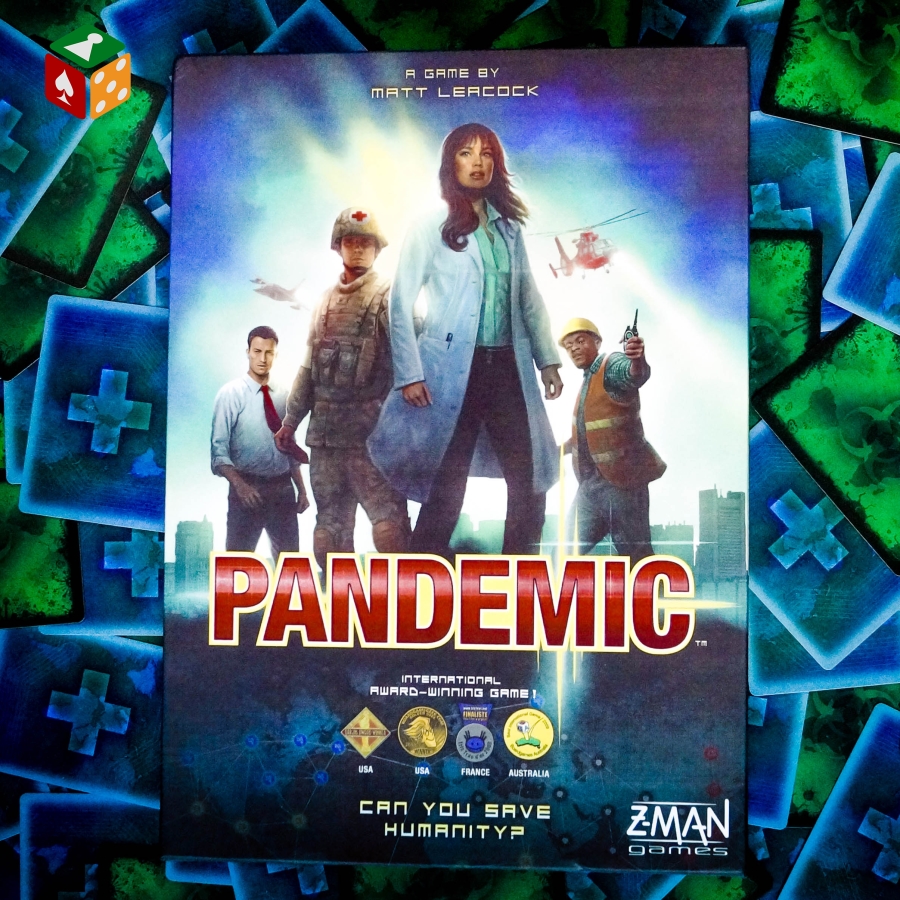 A GAME BY
MATT LEACOCK
PANDEMIC
TM
INTERNATIONAL
AWARD-WINNING GAME!
FINALISTE
USA
USA
FRANCE
AUSTRALIA
CAN YOU SAVE
HUMANITY?
Z-MAN
games